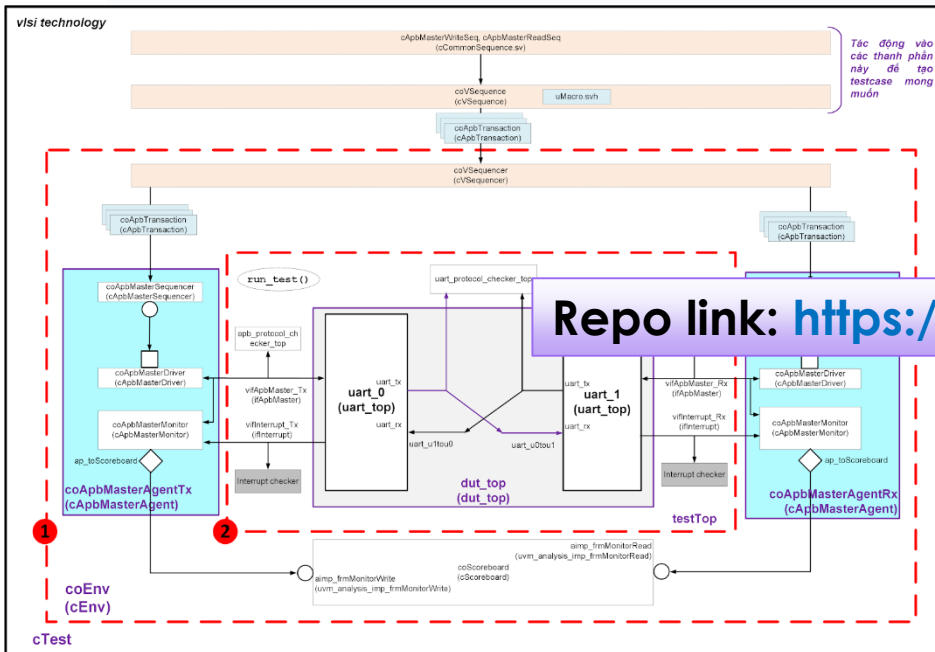 vlsi technology
cApbMasterWriteSeq, cApbMasterReadSeq
(cCommonSequence.sv)
Tác động vào
các thanh phần
này để tạo
testcase mong
muốn
coVSequence
(cVSequence)
uMacro.svh
coApbTransaction
(cApbTransaction)
coVSequencer
(cVSequencer)
coApbTransaction
(cApbTransaction)
coApbTransaction
(cApbTransaction)
run_test()
uart_protocol_checker_top
coApbMasterSequencer
(cApbMasterSequencer)
Repo link: https:/
apb_protocol_ch
ecker_top
coApbMasterDriver
(cApbMasterDriver)
vifApbMaster_Tx
(ifApbMaster)
uart_0
(uart_top)
uart_tx
uart_rx
uart_tx
uart_rx
uart_1
(uart_top)
vifApbMaster_Rx
(ifApbMaster)
coApbMasterDriver
(cApbMasterDriver)
coApbMasterMonitor
(cApbMasterMonitor)
vifInterrupt_Tx
(ifInterrupt)
uart_u1tou0
uart_u0tou1
vifInterrupt_Rx
(ifInterrupt)
coApbMasterMonitor
(cApbMasterMonitor)
ap_toScoreboard
Interrupt checker
dut_top
(dut_top)
Interrupt checker
ap_toScoreboard
coApbMasterAgentTx
(cApbMasterAgent)
testTop
coApbMasterAgentRx
(cApbMasterAgent)
1
2
aimp_frmMonitorRead
(uvm_analysis_imp_frmMonitorRead)
coScoreboard
(cScoreboard)
aimp_frmMonitorWrite
(uvm_analysis_imp_frmMonitorWrite)
coEnv
(cEnv)
cTest